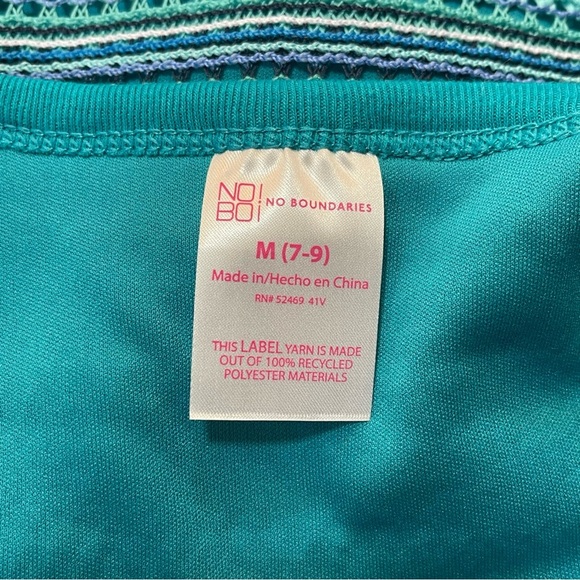 NO!
BO! NO BOUNDARIES
M (7-9)
Made in/Hecho en China
RN# 52469 41V
THIS LABEL YARN IS MADE
OUT OF 100% RECYCLED
POLYESTER MATERIALS